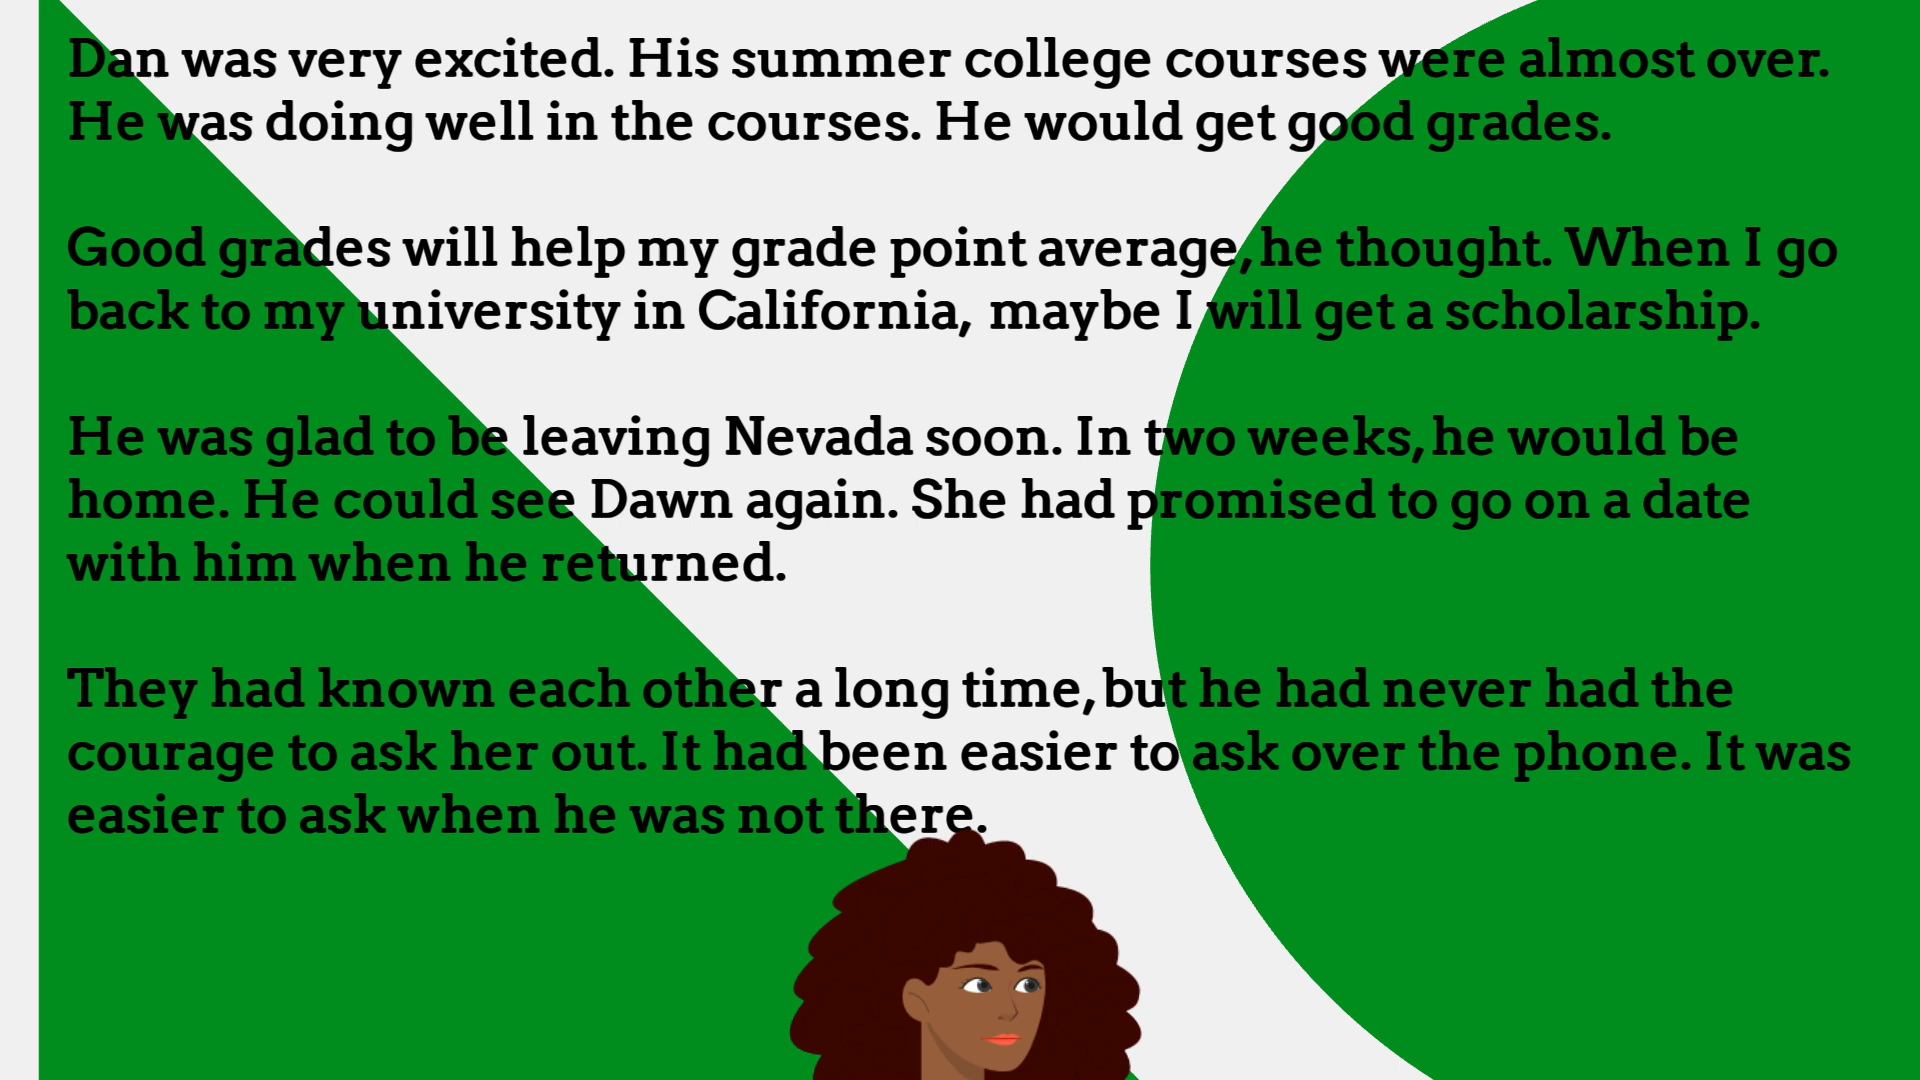 Dan was very excited. His summer college courses were almost over.
He was doing well in the courses. He would get good grades.
Good grades will help my grade point average, he thought. When I go
back to my university in California, maybe I will get a scholarship.
He was glad to be leaving Nevada soon. In two weeks, he would be
home. He could see Dawn again. She had promised to go on a date
with him when he returned.
They had known each other a long time, but he had never had the
courage to ask her out. It had been easier to ask over the phone. It was
easier to ask when he was not there.